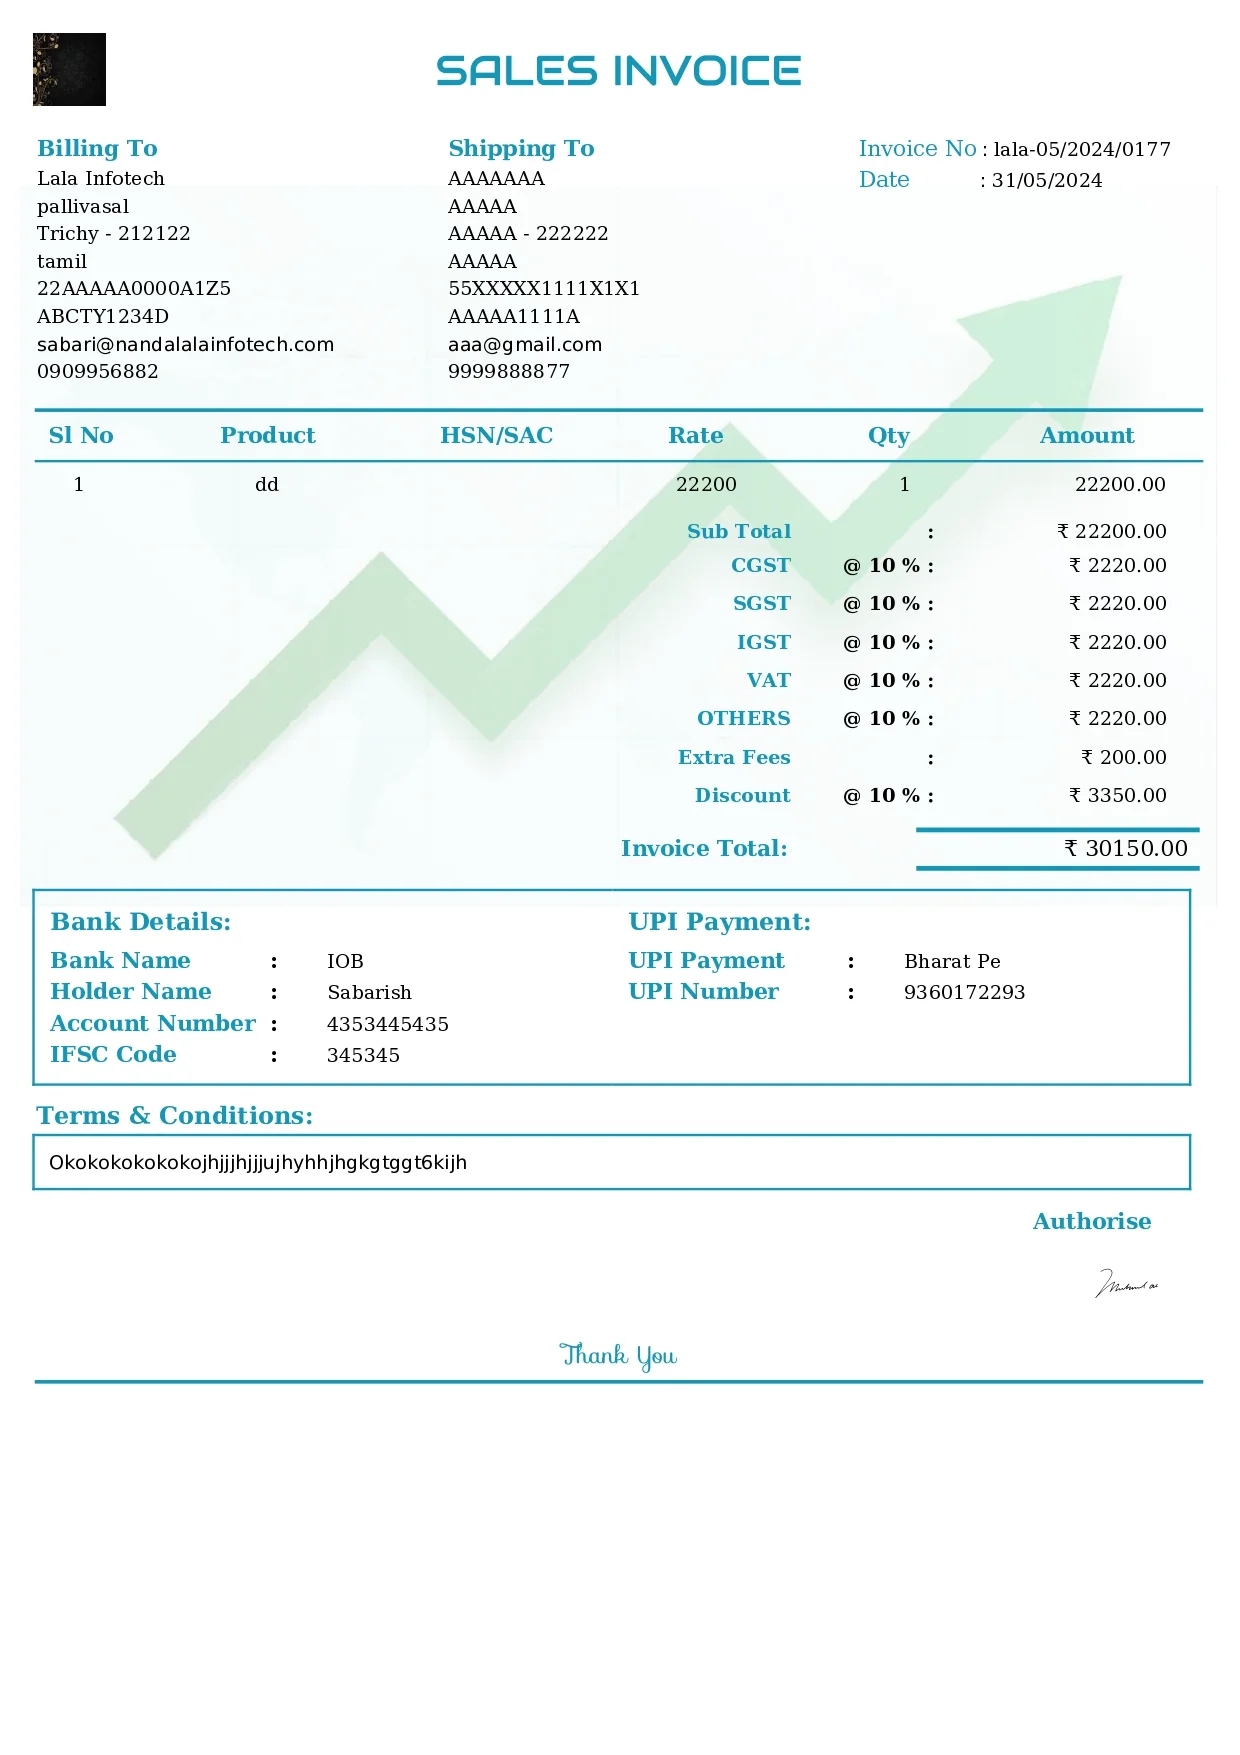 SALES INVOICE
Billing To
Lala Infotech
pallivasal
Trichy - 212122
tamil
22AAAAA0000A1Z5
ABCTY1234D
sabari@nandalalainfotech.com
0909956882
Shipping To
AAAAAAA
AAAAA
AAAAA - 222222
AAAAA
55XXXXX1111X1X1
AAAAA1111A
aaa@gmail.com
9999888877
Invoice No : lala-05/2024/0177
Date : 31/05/2024
Sl No Product HSN/SAC Rate Qty Amount
1 dd 22200 1 22200.00
Sub Total : ₹ 22200.00
CGST @ 10 % : ₹ 2220.00
SGST @ 10 % : ₹ 2220.00
IGST @ 10 % : ₹ 2220.00
VAT @ 10 % : ₹ 2220.00
OTHERS @ 10 % : ₹ 2220.00
Extra Fees : ₹ 200.00
Discount @ 10 % : ₹ 3350.00
Invoice Total: ₹ 30150.00
Bank Details:
Bank Name : IOB
Holder Name : Sabarish
Account Number : 4353445435
IFSC Code : 345345
UPI Payment:
UPI Payment : Bharat Pe
UPI Number : 9360172293
Terms & Conditions:
Okokokokokokojhjjjhjjjujhyhhjhgkgtggt6kijh
Authorise
Thank You